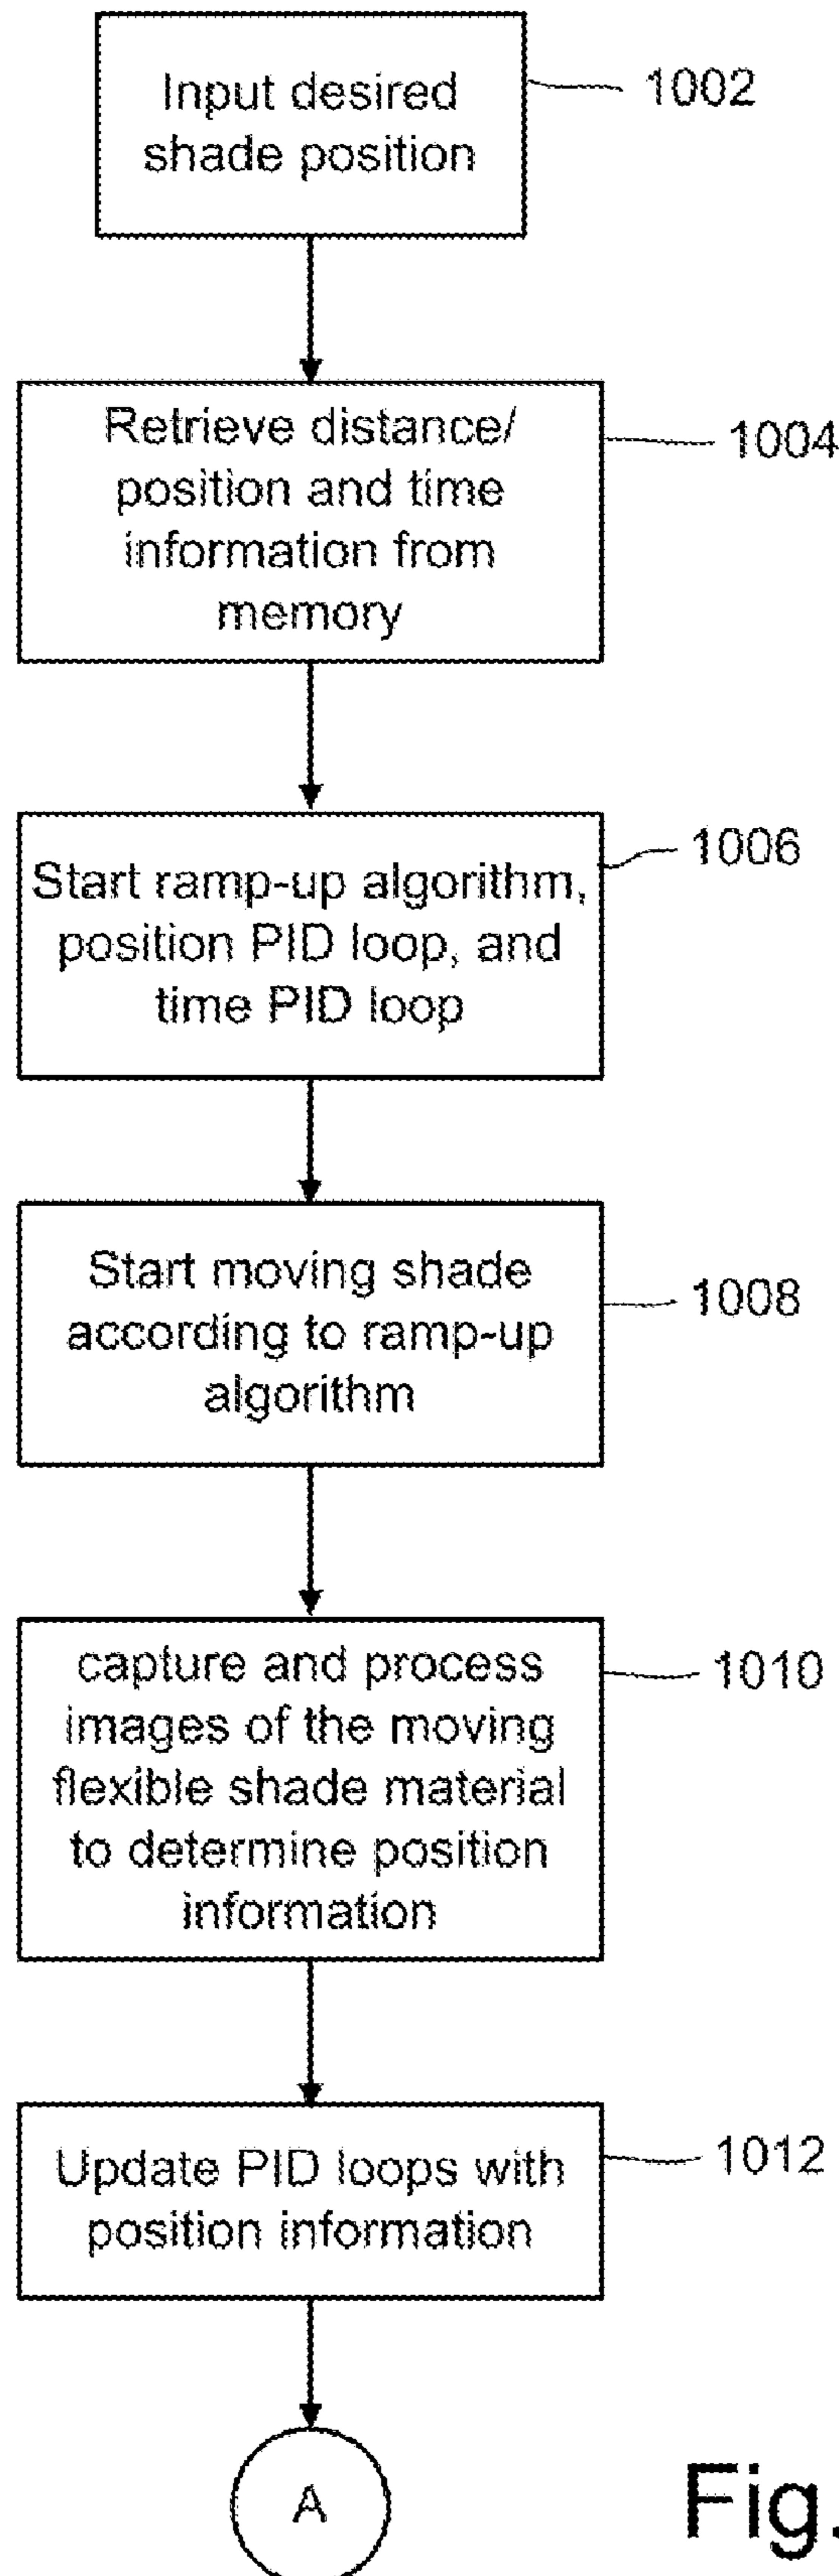 Input desired
shade position
1002
Retrieve distance/
position and time
information from
memory
1004
Start ramp-up algorithm,
position PID loop, and
time PID loop
1006
Start moving shade
according to ramp-up
algorithm
1008
capture and process
images of the moving
flexible shade material
to determine position
information
1010
Update PID loops with
position information
1012
A
Fig.